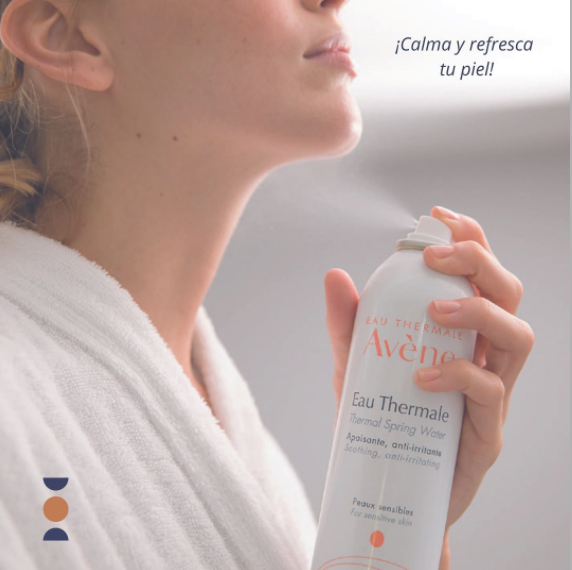 ¡Calma y refresca
tu piel!
EAU THERMALE
Avène
Eau Thermale
Thermal Spring Water
Apaisante, anti-irritante
Soothing, anti-irritating
Peaux sensibles
For sensitive skin